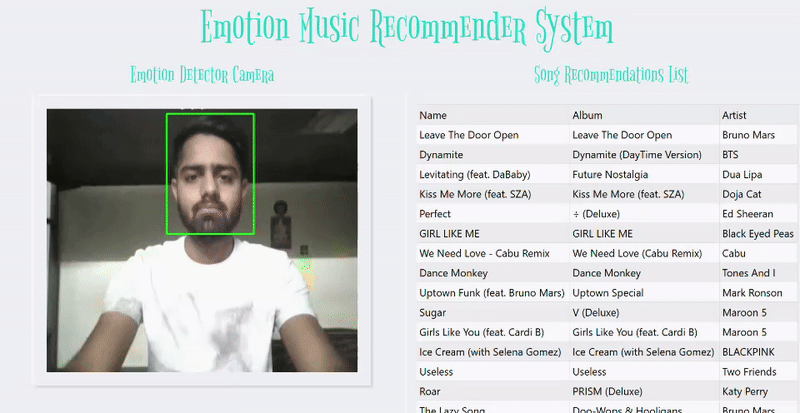 Emotion Music Recommender System
Emotion Detector Camera
Song Recommendations List
Name Album Artist
Leave The Door Open Leave The Door Open Bruno Mars
Dynamite Dynamite (DayTime Version) BTS
Levitating (feat. DaBaby) Future Nostalgia Dua Lipa
Kiss Me More (feat. SZA) Kiss Me More (feat. SZA) Doja Cat
Perfect ÷ (Deluxe) Ed Sheeran
GIRL LIKE ME GIRL LIKE ME Black Eyed Peas
We Need Love - Cabu Remix We Need Love (Cabu Remix) Cabu
Dance Monkey Dance Monkey Tones And I
Uptown Funk (feat. Bruno Mars) Uptown Special Mark Ronson
Sugar V (Deluxe) Maroon 5
Girls Like You (feat. Cardi B) Girls Like You (feat. Cardi B) Maroon 5
Ice Cream (with Selena Gomez) Ice Cream (with Selena Gomez) BLACKPINK
Useless Useless Two Friends
Roar PRISM (Deluxe) Katy Perry
The Lazy Song Doo-Wops & Hooligans Bruno Mars